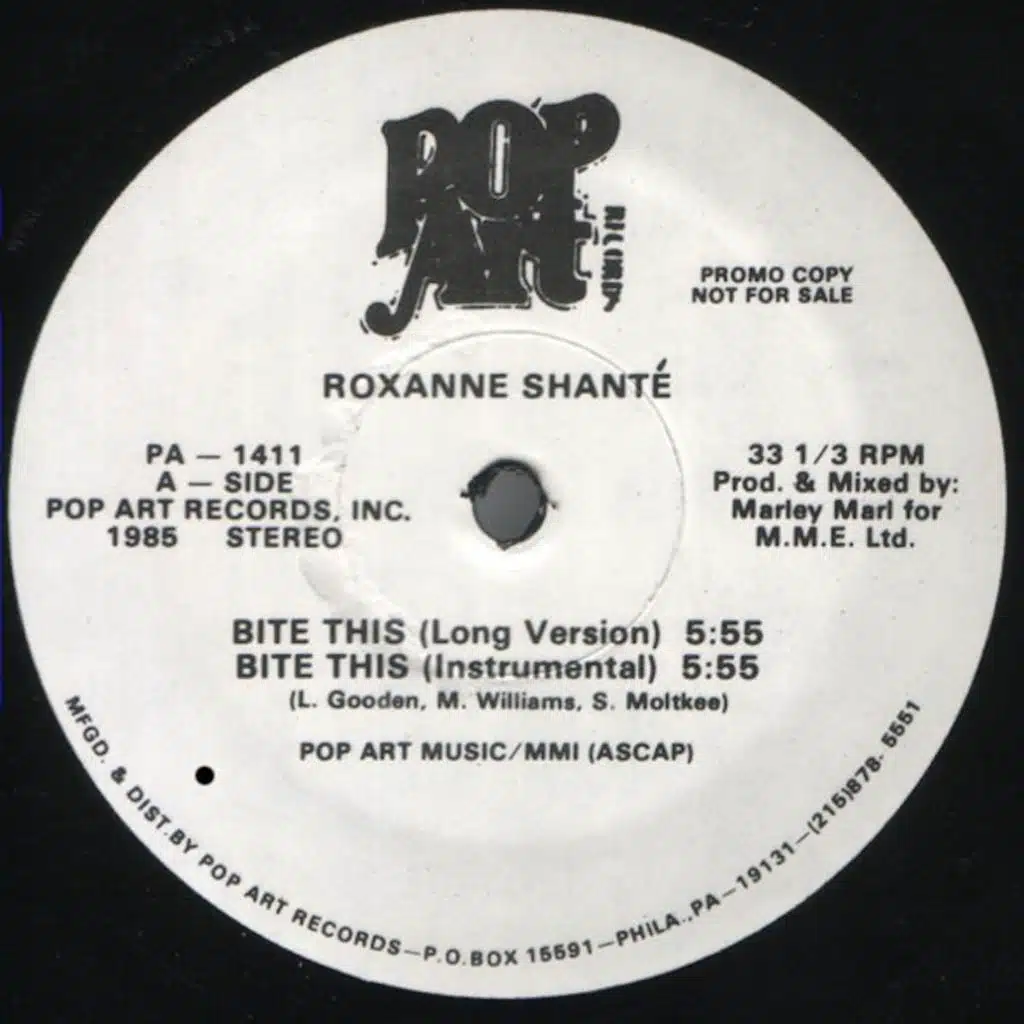 POP
ART
RECORDS
PROMO COPY
NOT FOR SALE
ROXANNE SHANTÉ
PA — 1411
A — SIDE
POP ART RECORDS, INC.
1985 STEREO
33 1/3 RPM
Prod. & Mixed by:
Marley Marl for
M.M.E. Ltd.
BITE THIS (Long Version) 5:55
BITE THIS (Instrumental) 5:55
(L. Gooden, M. Williams, S. Moltkee)
POP ART MUSIC/MMI (ASCAP)
MFGD. & DIST. BY POP ART RECORDS—P.O.BOX 15591—PHILA., PA—19131—(215)878-5551